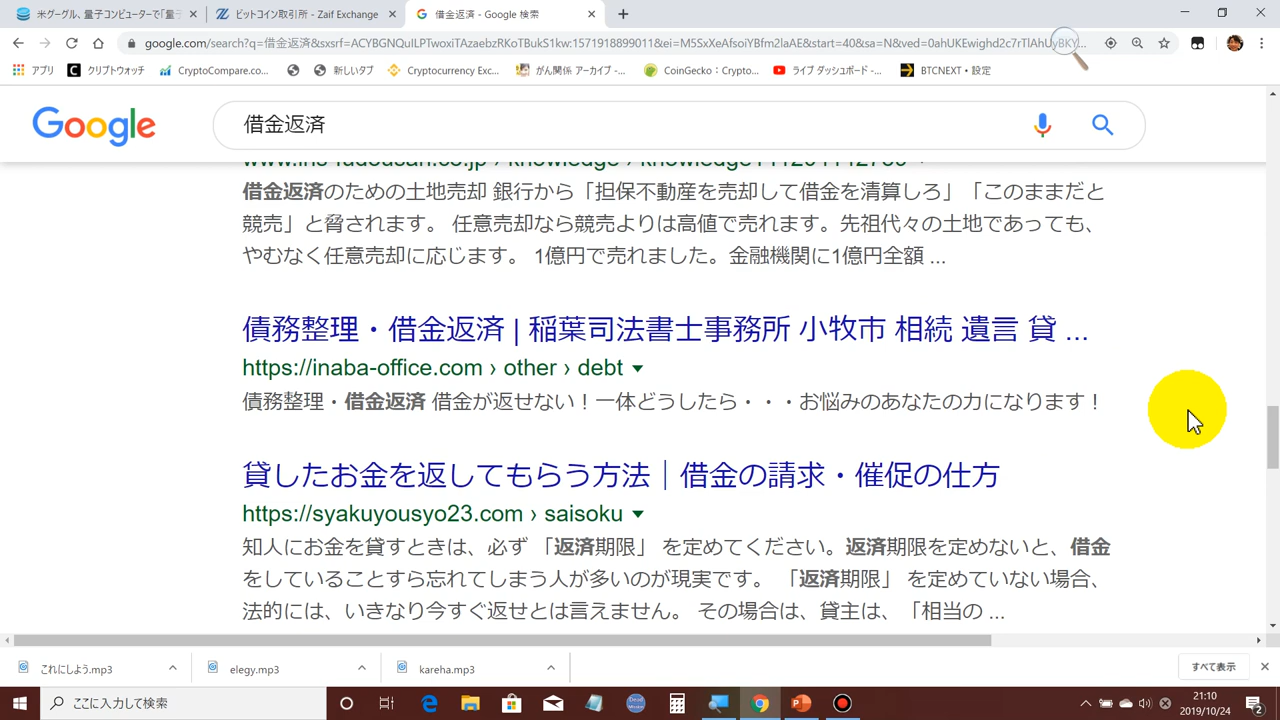 米グーグル、量子コンピューターで「量子
ビットコイン取引所 - Zaif Exchange
借金返済 - Google 検索
google.com/search?q=借金返済&sxsrf=
&start=40&sa=N&ved=
アプリ
クリプトウォッチ
CryptoCompare.co...
新しいタブ
Cryptocurrency Exc...
がん関係 アーカイブ - ...
CoinGecko：Crypto...
ライブ ダッシュボード - ...
BTCNEXT・設定
Google
借金返済
借金返済のための土地売却 銀行から「担保不動産を売却して借金を清算しろ」「このままだと
競売」と脅されます。 任意売却なら競売よりは高値で売れます。先祖代々の土地であっても、
やむなく任意売却に応じます。 1億円で売れました。金融機関に1億円全額 ...
債務整理・借金返済 | 稲葉司法書士事務所 小牧市 相続 遺言 貸 ...
https://inaba-office.com › other › debt
債務整理・借金返済 借金が返せない！一体どうしたら・・・お悩みのあなたの力になります！
貸したお金を返してもらう方法｜借金の請求・催促の仕方
https://syakuyousyo23.com › saisoku
知人にお金を貸すときは、必ず 「返済期限」 を定めてください。返済期限を定めないと、借金
をしていることすら忘れてしまう人が多いのが現実です。 「返済期限」 を定めていない場合、
法的には、いきなり今すぐ返せとは言えません。 その場合は、貸主は、「相当の ...
これにしよう.mp3
elegy.mp3
kareha.mp3
すべて表示
ここに入力して検索
21:10
2019/10/24
2